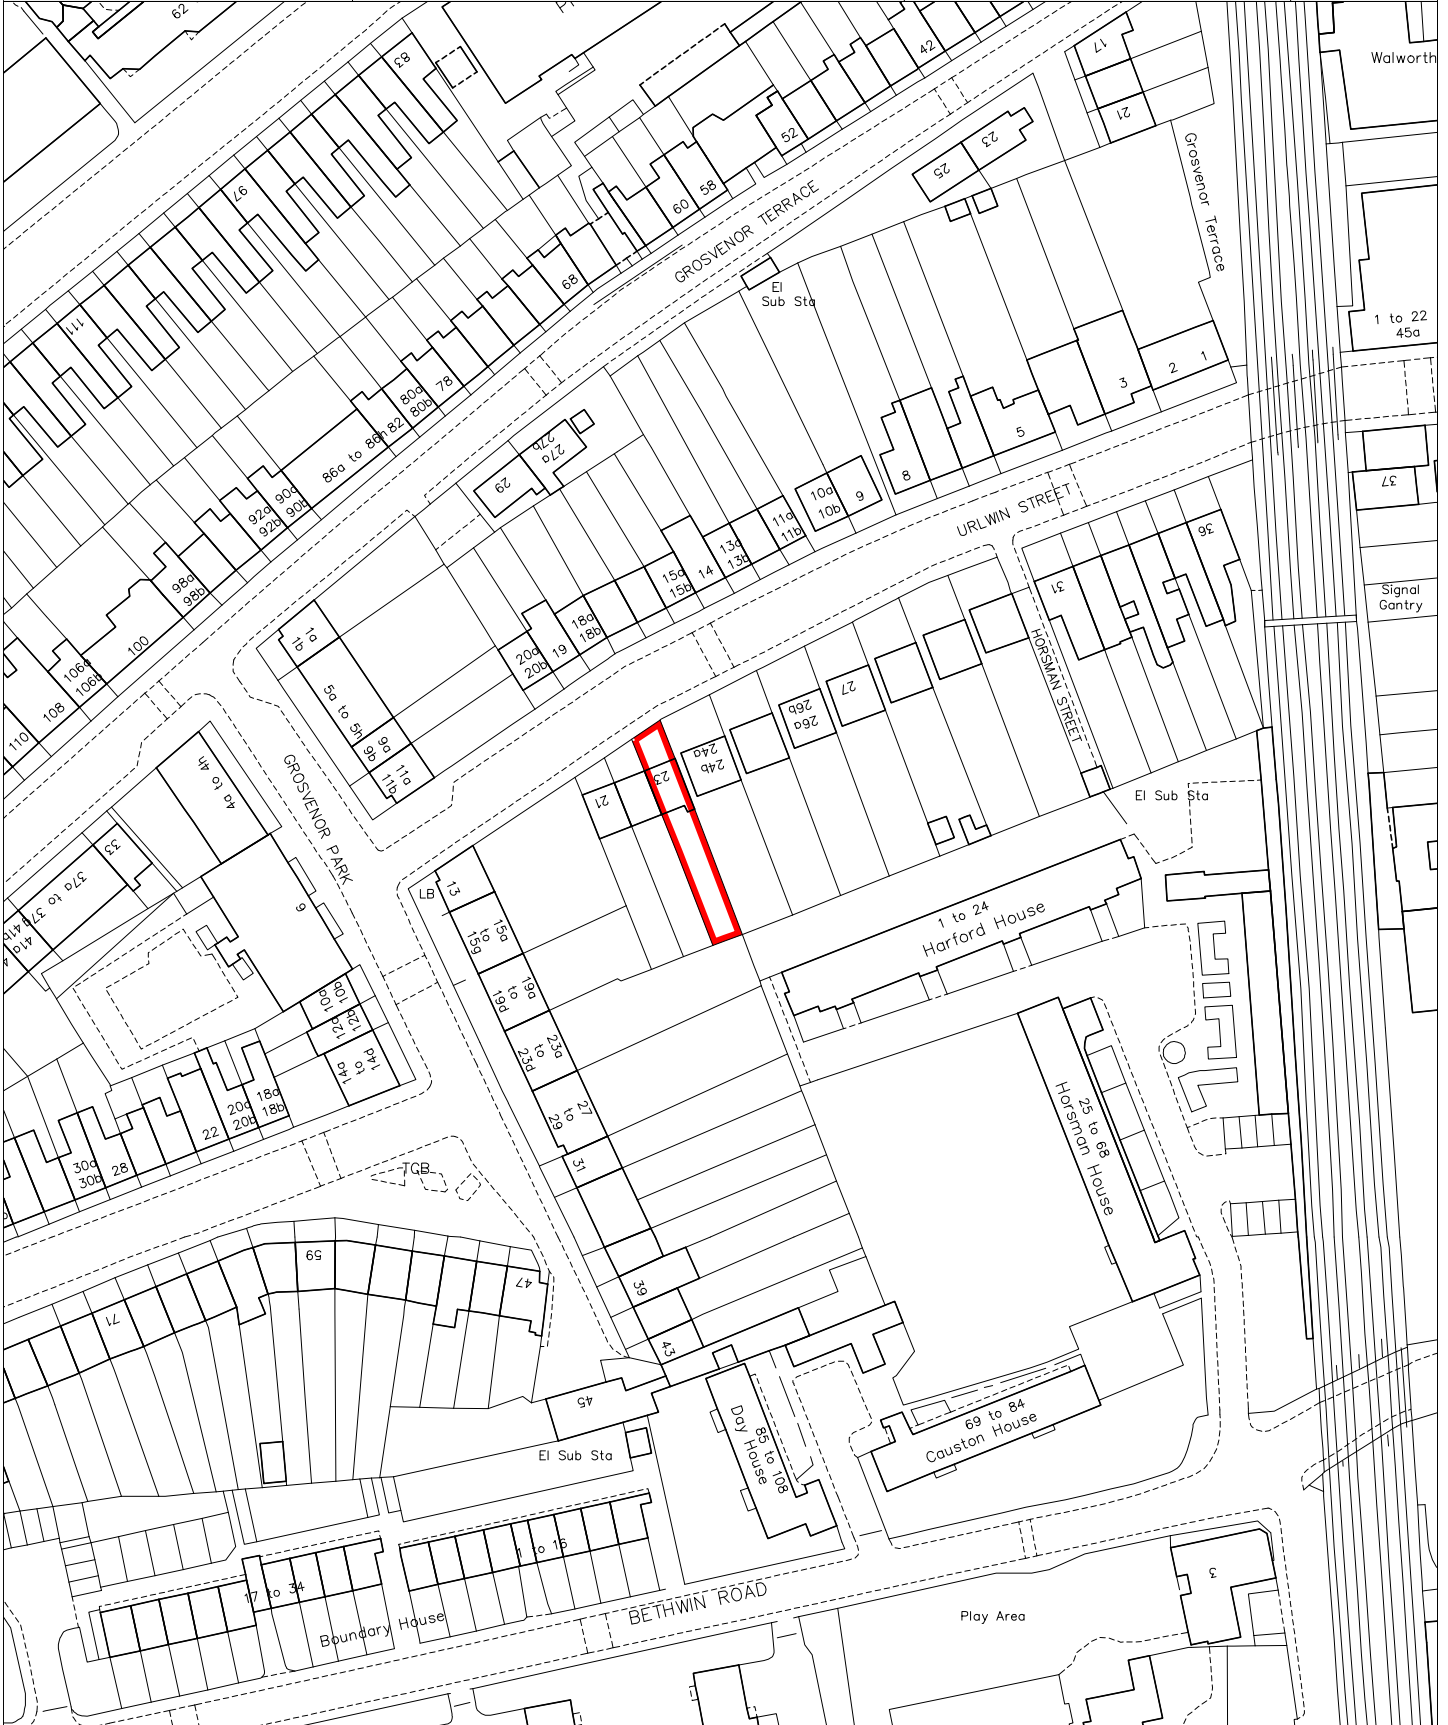 62
Pr
83
42
17
Walworth
21
52
23
25
97
60
58
GROSVENOR TERRACE
Grosvenor Terrace
68
El
Sub Sta
111
1 to 22
45a
80a
80b
78
82
86a to 86h
1
2
3
5
27b
27a
29
8
9
10a
10b
37
90a
90b
92a
92b
URLWIN STREET
11a
11b
13a
13b
14
15a
15b
36
98a
98b
31
Signal
Gantry
18a
18b
19
20a
20b
1a
1b
100
106a
106b
108
110
HORSMAN STREET
5a to 5h
9a
9b
11a
11b
27
26b
26a
24a
24b
23
21
GROSVENOR PARK
4a to 4h
El Sub Sta
33
37a to 37g
41b
41a
13
LB
6
1 to 24
Harford House
15a
to
15g
19a
to
19d
10b
10a
12b
12a
14d
to
14a
23a
to
23d
27
to
29
25 to 68
Horsman House
18a
18b
20a
20b
22
28
30a
30b
TCB
31
59
47
39
71
43
45
85 to 108
Day House
69 to 84
Causton House
El Sub Sta
1 to 16
17 to 34
Boundary House
BETHWIN ROAD
Play Area
3